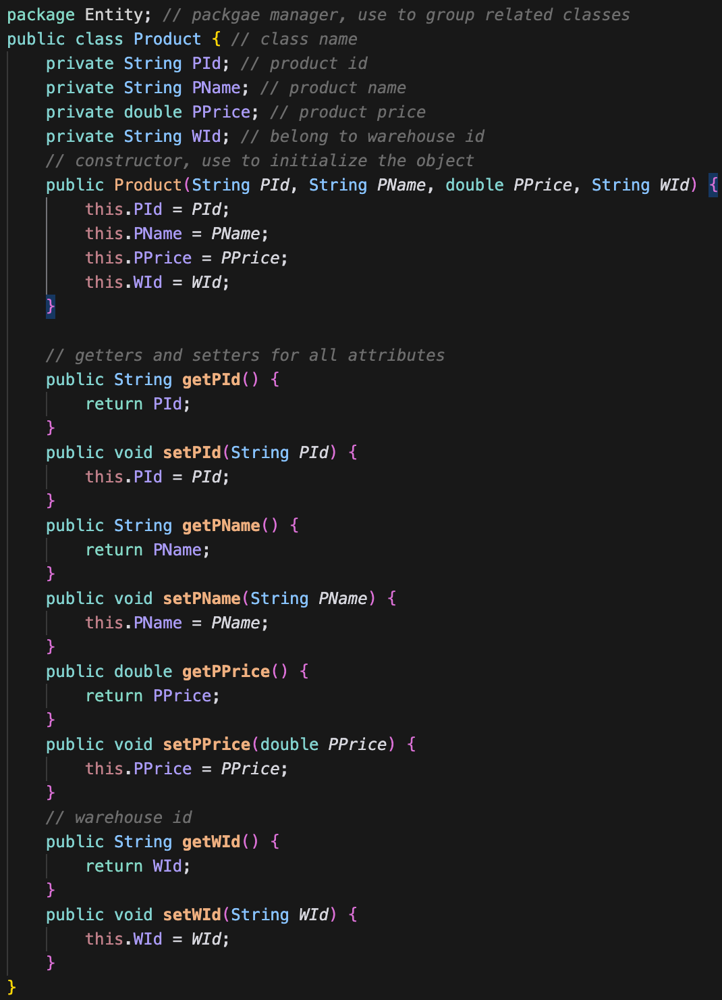 package Entity; // packgae manager, use to group related classes
public class Product { // class name
    private String PId; // product id
    private String PName; // product name
    private double PPrice; // product price
    private String WId; // belong to warehouse id
    // constructor, use to initialize the object
    public Product(String PId, String PName, double PPrice, String WId) {
        this.PId = PId;
        this.PName = PName;
        this.PPrice = PPrice;
        this.WId = WId;
    }

    // getters and setters for all attributes
    public String getPId() {
        return PId;
    }
    public void setPId(String PId) {
        this.PId = PId;
    }
    public String getPName() {
        return PName;
    }
    public void setPName(String PName) {
        this.PName = PName;
    }
    public double getPPrice() {
        return PPrice;
    }
    public void setPPrice(double PPrice) {
        this.PPrice = PPrice;
    }
    // warehouse id
    public String getWId() {
        return WId;
    }
    public void setWId(String WId) {
        this.WId = WId;
    }
}